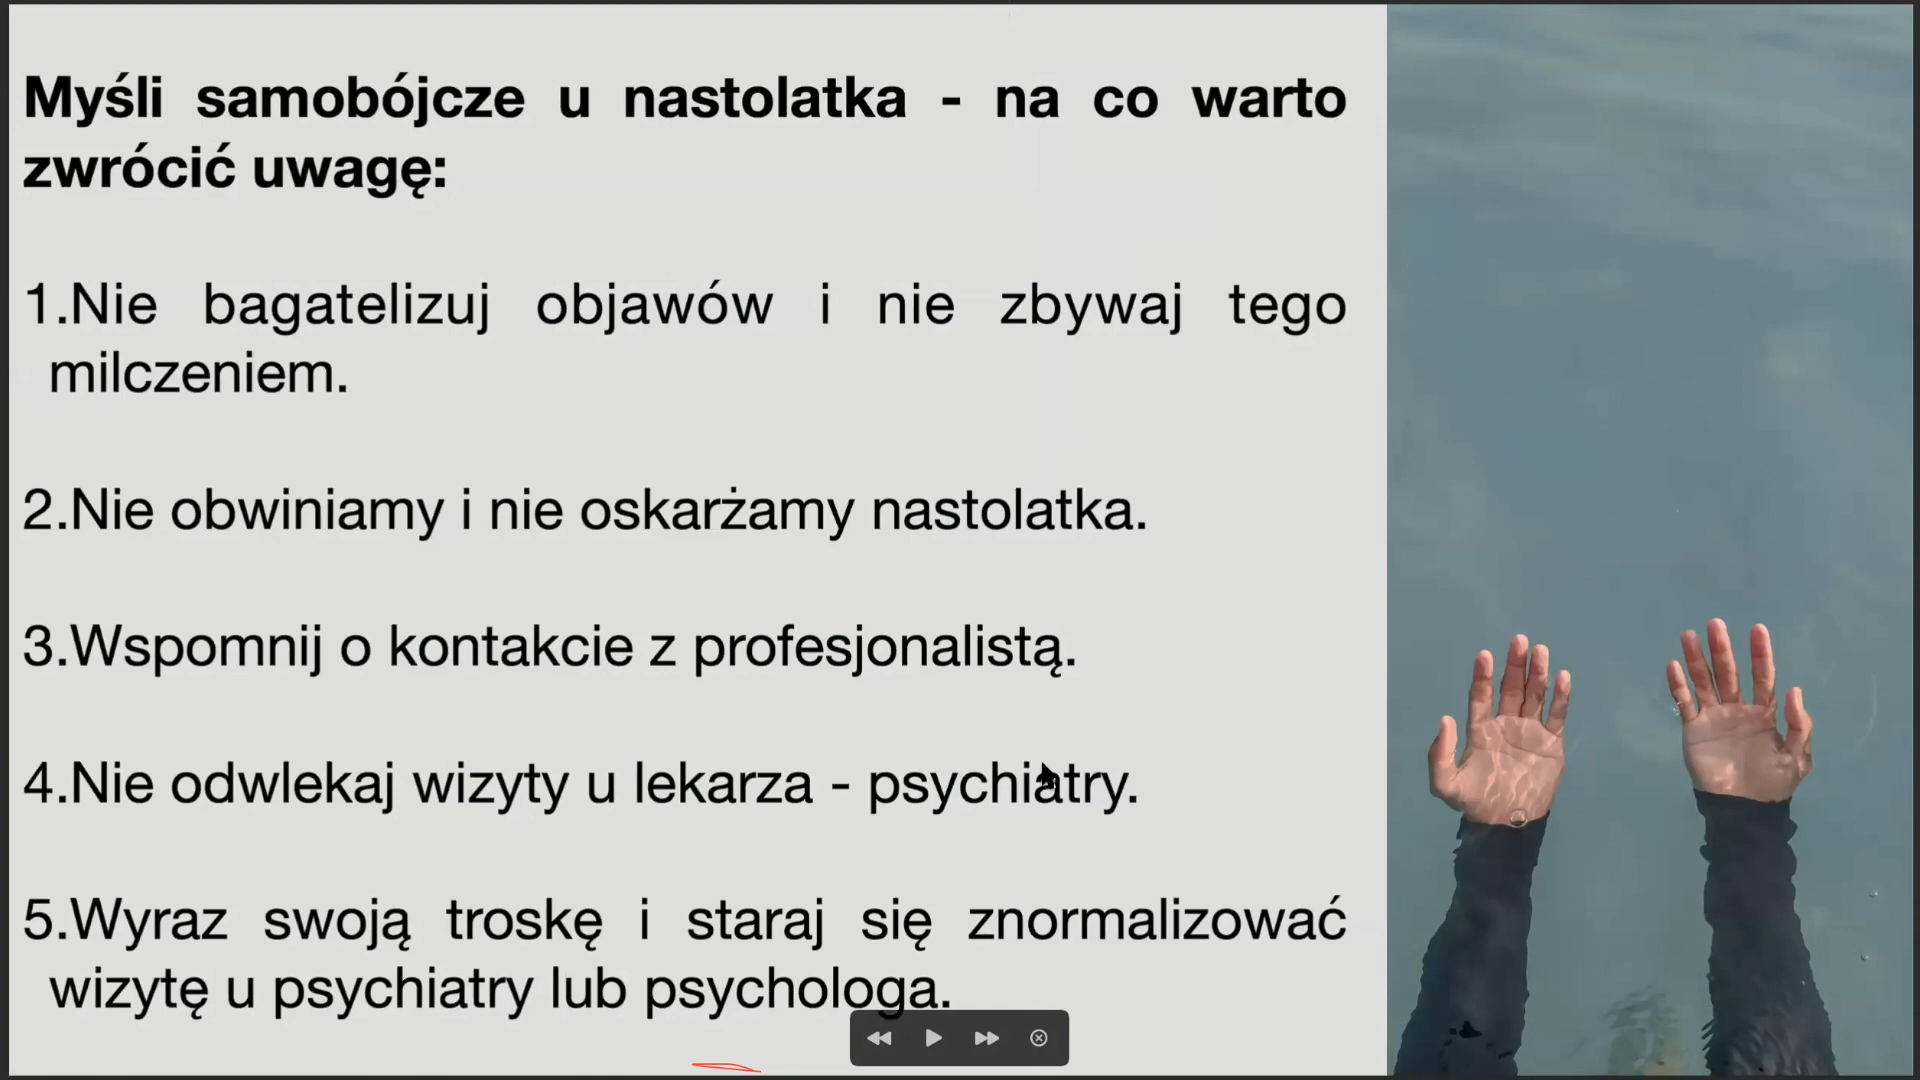 Myśli samobójcze u nastolatka - na co warto
zwrócić uwagę:
1.Nie bagatelizuj objawów i nie zbywaj tego
milczeniem.
2.Nie obwiniamy i nie oskarżamy nastolatka.
3.Wspomnij o kontakcie z profesjonalistą.
4.Nie odwlekaj wizyty u lekarza - psychiatry.
5.Wyraz swoją troskę i staraj się znormalizować
wizytę u psychiatry lub psychologa.